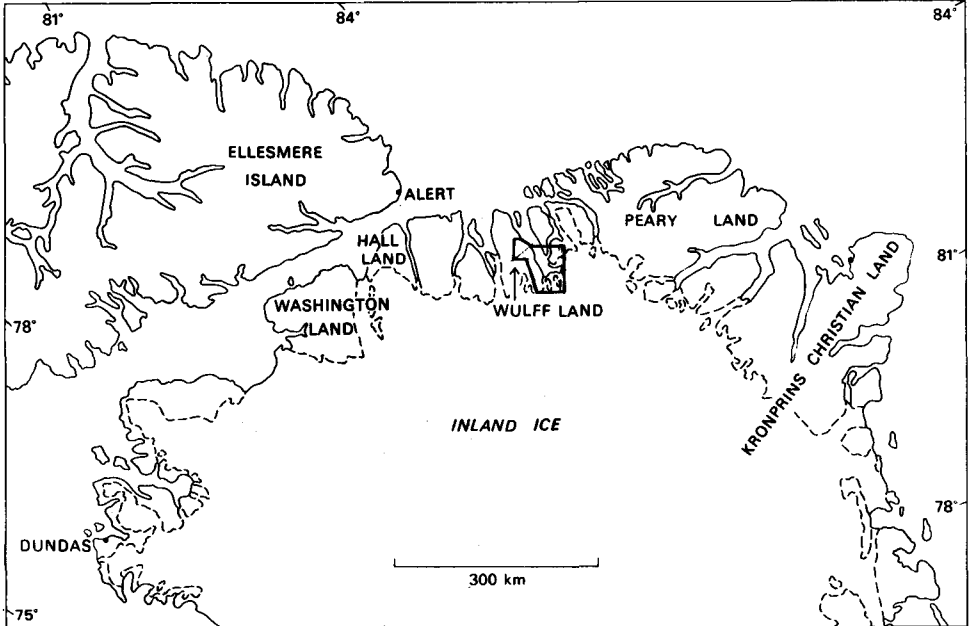 81°
84°
84°
ELLESMERE
ISLAND
ALERT
PEARY LAND
HALL
LAND
81°
WASHINGTON
LAND
WULFF LAND
78°
KRONPRINS CHRISTIAN LAND
INLAND ICE
78°
DUNDAS
300 km
75°